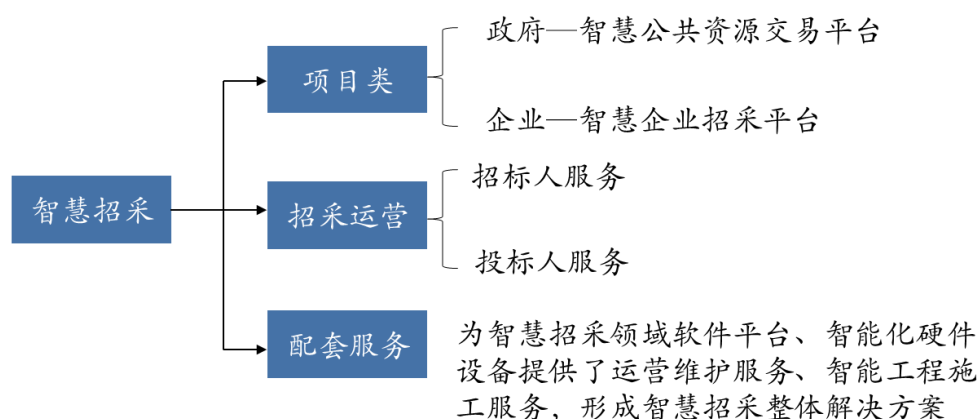 政府—智慧公共资源交易平台
项目类
企业—智慧企业招采平台
招标人服务
智慧招采
招采运营
投标人服务
配套服务
为智慧招采领域软件平台、智能化硬件
设备提供了运营维护服务、智能工程施
工服务，形成智慧招采整体解决方案